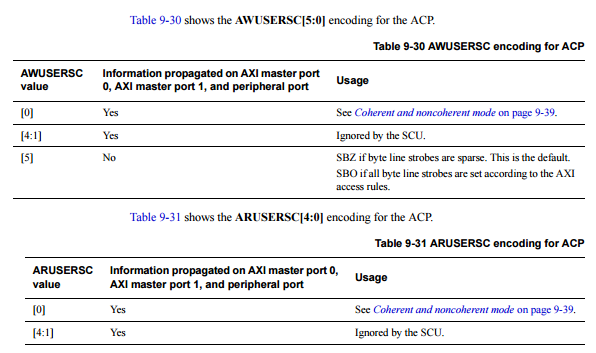 Table 9-30 shows the AWUSERSC[5:0] encoding for the ACP.
Table 9-30 AWUSERSC encoding for ACP
AWUSERSC value Information propagated on AXI master port 0, AXI master port 1, and peripheral port Usage
[0] Yes See Coherent and noncoherent mode on page 9-39.
[4:1] Yes Ignored by the SCU.
[5] No SBZ if byte line strobes are sparse. This is the default.
SBO if all byte line strobes are set according to the AXI
access rules.
Table 9-31 shows the ARUSERSC[4:0] encoding for the ACP.
Table 9-31 ARUSERSC encoding for ACP
ARUSERSC value Information propagated on AXI master port 0, AXI master port 1, and peripheral port Usage
[0] Yes See Coherent and noncoherent mode on page 9-39.
[4:1] Yes Ignored by the SCU.